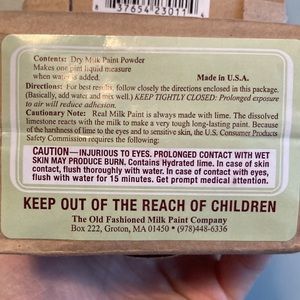 8 37654 23011 4
Contents: Dry Milk Paint Powder
Makes one pint liquid measure
when water is added.
Made in U.S.A.
Directions: For best results, follow closely the directions enclosed in this package.
(Basically, add water and mix well.) KEEP TIGHTLY CLOSED: Prolonged exposure
to air will reduce adhesion.
Cautionary Note: Real Milk Paint is always made with lime. The dissolved
limestone reacts with the milk to make a very long-lasting, rough finish paint. Because
of the harshness of lime to the eyes and to sensitive skin, the U.S. Consumer Products
Safety Commission requires the following:
CAUTION—INJURIOUS TO EYES. PROLONGED CONTACT WITH WET
SKIN MAY PRODUCE BURN. Contains Hydrated lime. In case of skin
contact, flush thoroughly with water. In case of contact with eyes,
flush with water for 15 minutes. Get prompt medical attention.
KEEP OUT OF THE REACH OF CHILDREN
The Old Fashioned Milk Paint Company
Box 222, Groton, MA 01450 • (978)448-6336